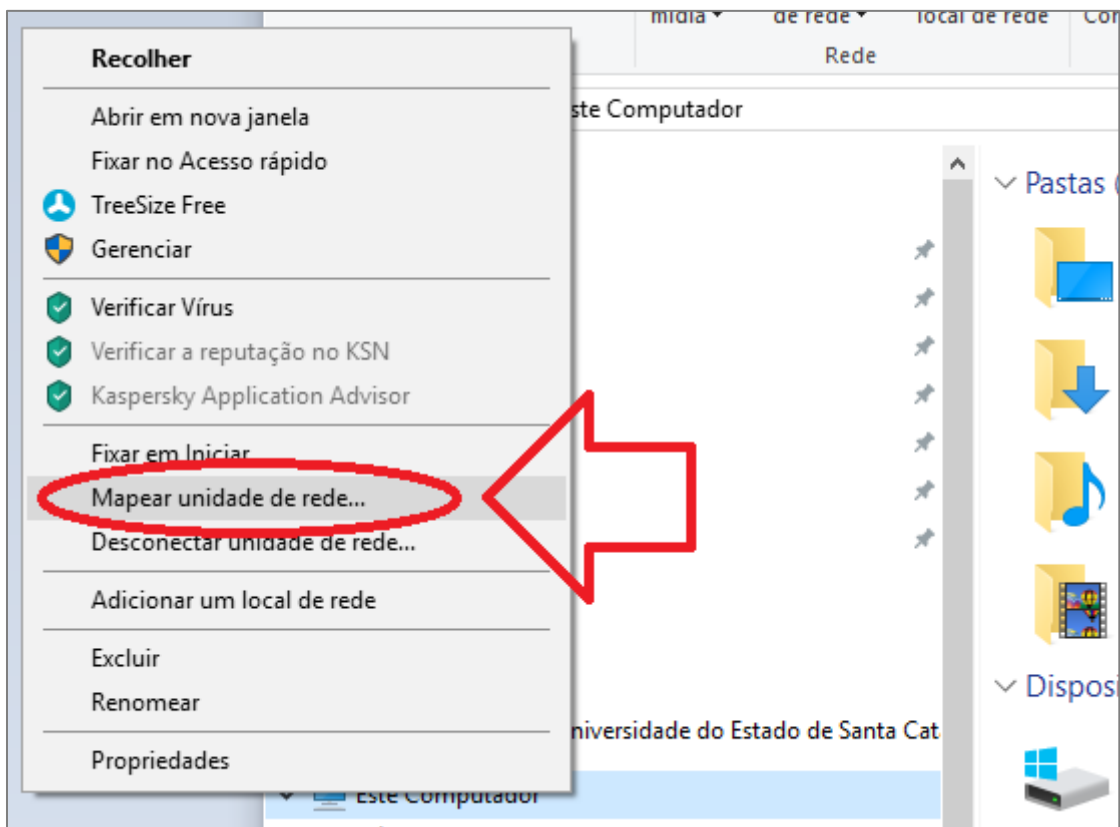 mídia
de rede
local de rede
Rede
ste Computador
Recolher
Abrir em nova janela
Fixar no Acesso rápido
TreeSize Free
Gerenciar
Verificar Vírus
Verificar a reputação no KSN
Kaspersky Application Advisor
Fixar em Iniciar
Mapear unidade de rede...
Desconectar unidade de rede...
Adicionar um local de rede
Excluir
Renomear
Propriedades
niversidade do Estado de Santa Cat
Este Computador
Pastas (
Disposi